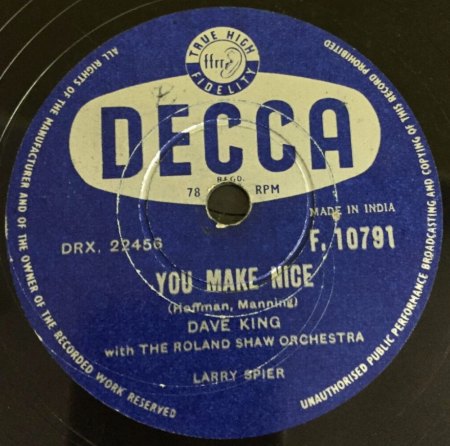 TRUE HIGH
ffrr
FIDELITY
DECCA
REGD.
78 RPM
MADE IN INDIA
DRX. 22456
F. 10791
YOU MAKE NICE
(Hoffman, Manning)
DAVE KING
with THE ROLAND SHAW ORCHESTRA
LARRY SPIER
ALL RIGHTS OF THE MANUFACTURER AND OF THE OWNER OF THE RECORDED WORK RESERVED
UNAUTHORISED PUBLIC PERFORMANCE BROADCASTING AND COPYING OF THIS RECORD PROHIBITED